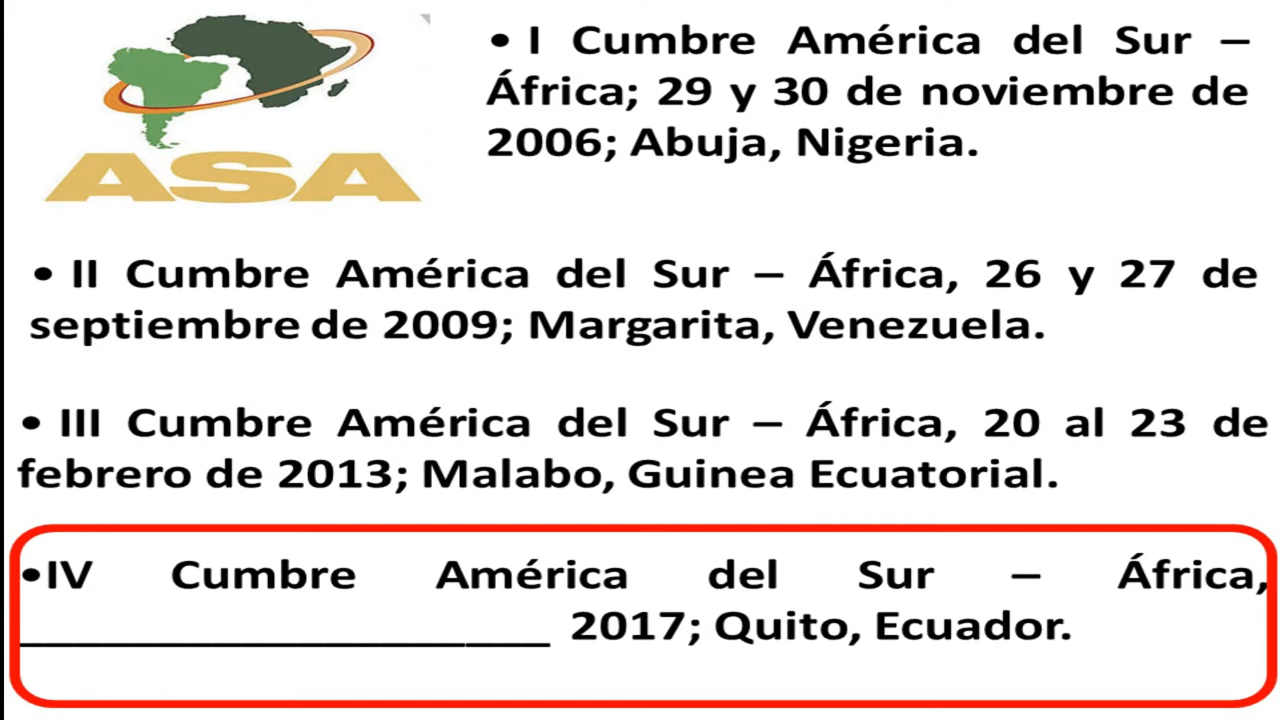 ASA
• I Cumbre América del Sur –
África; 29 y 30 de noviembre de
2006; Abuja, Nigeria.
• II Cumbre América del Sur – África, 26 y 27 de
septiembre de 2009; Margarita, Venezuela.
• III Cumbre América del Sur – África, 20 al 23 de
febrero de 2013; Malabo, Guinea Ecuatorial.
•IV Cumbre América del Sur – África,
_________________________ 2017; Quito, Ecuador.